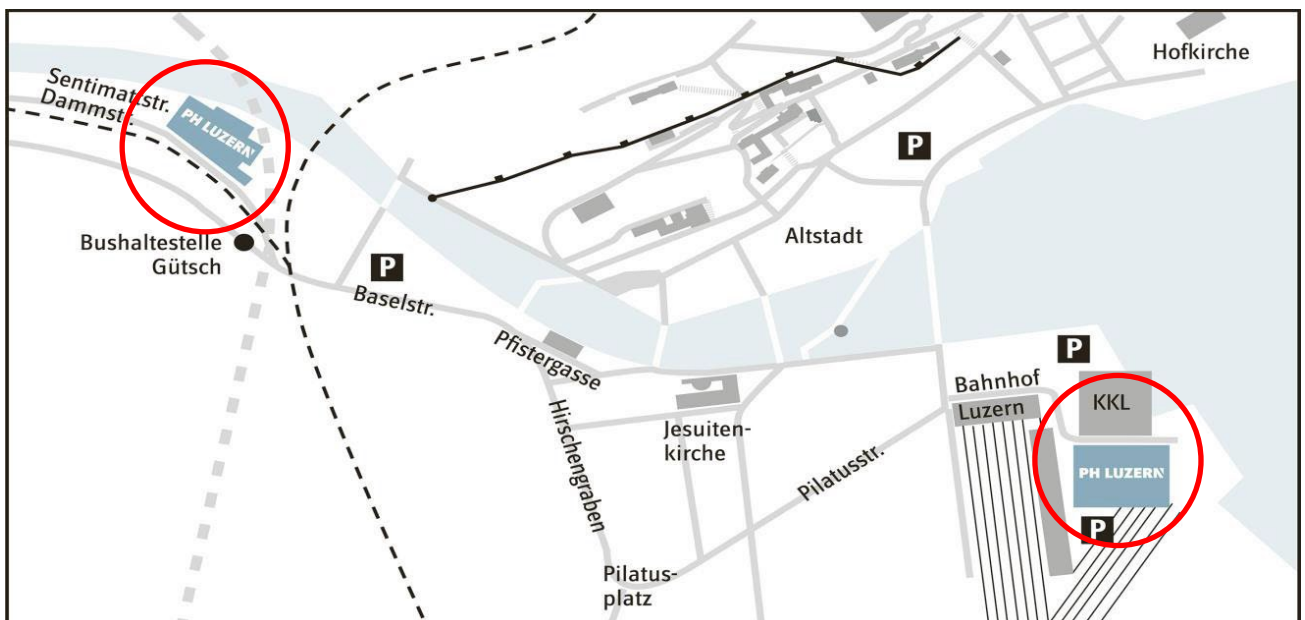 Hofkirche
Sentimattstr.
Dammstr.
PH LUZERN
P
Bushaltestelle
Gütsch
Altstadt
P
Baselstr.
Pfistergasse
P
Bahnhof
Luzern
KKL
Hirschengraben
Jesuiten-
kirche
Pilatusstr.
PH LUZERN
P
Pilatus-
platz